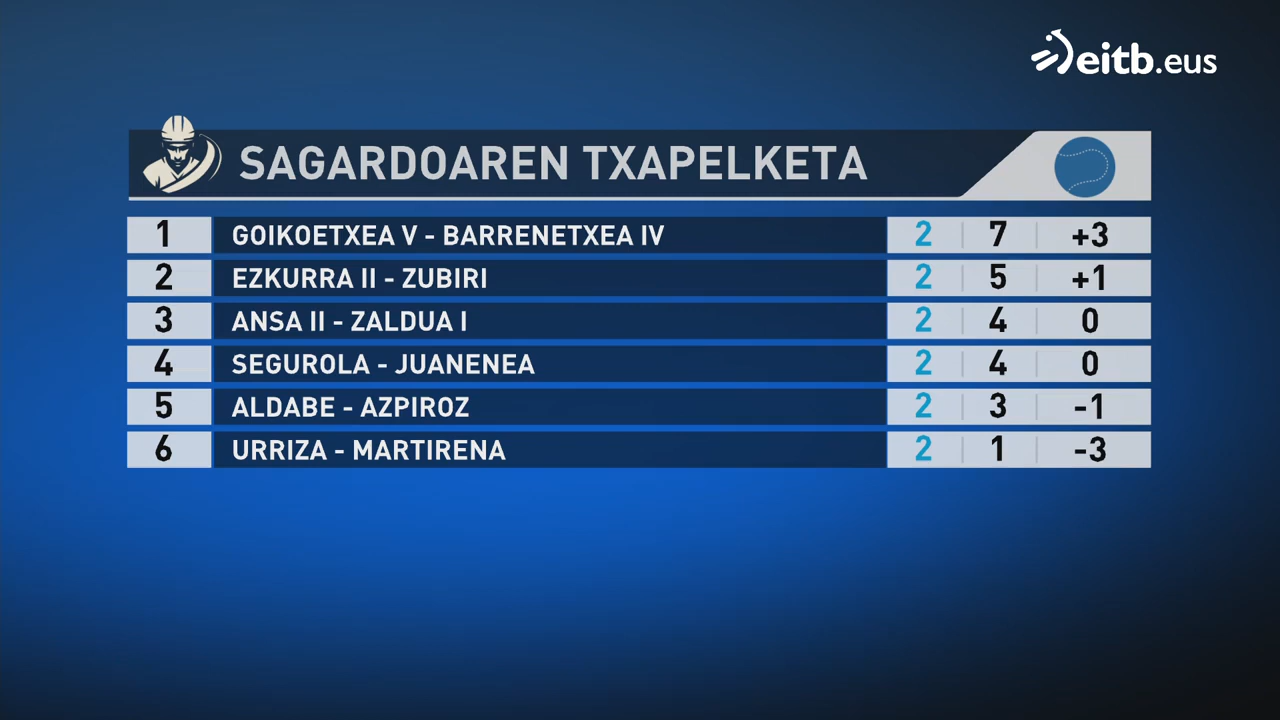 eitb.eus
SAGARDOAREN TXAPELKETA
1 GOIKOETXEA V - BARRENETXEA IV 2 7 +3
2 EZKURRA II - ZUBIRI 2 5 +1
3 ANSA II - ZALDUA I 2 4 0
4 SEGUROLA - JUANENEA 2 4 0
5 ALDABE - AZPIROZ 2 3 -1
6 URRIZA - MARTIRENA 2 1 -3